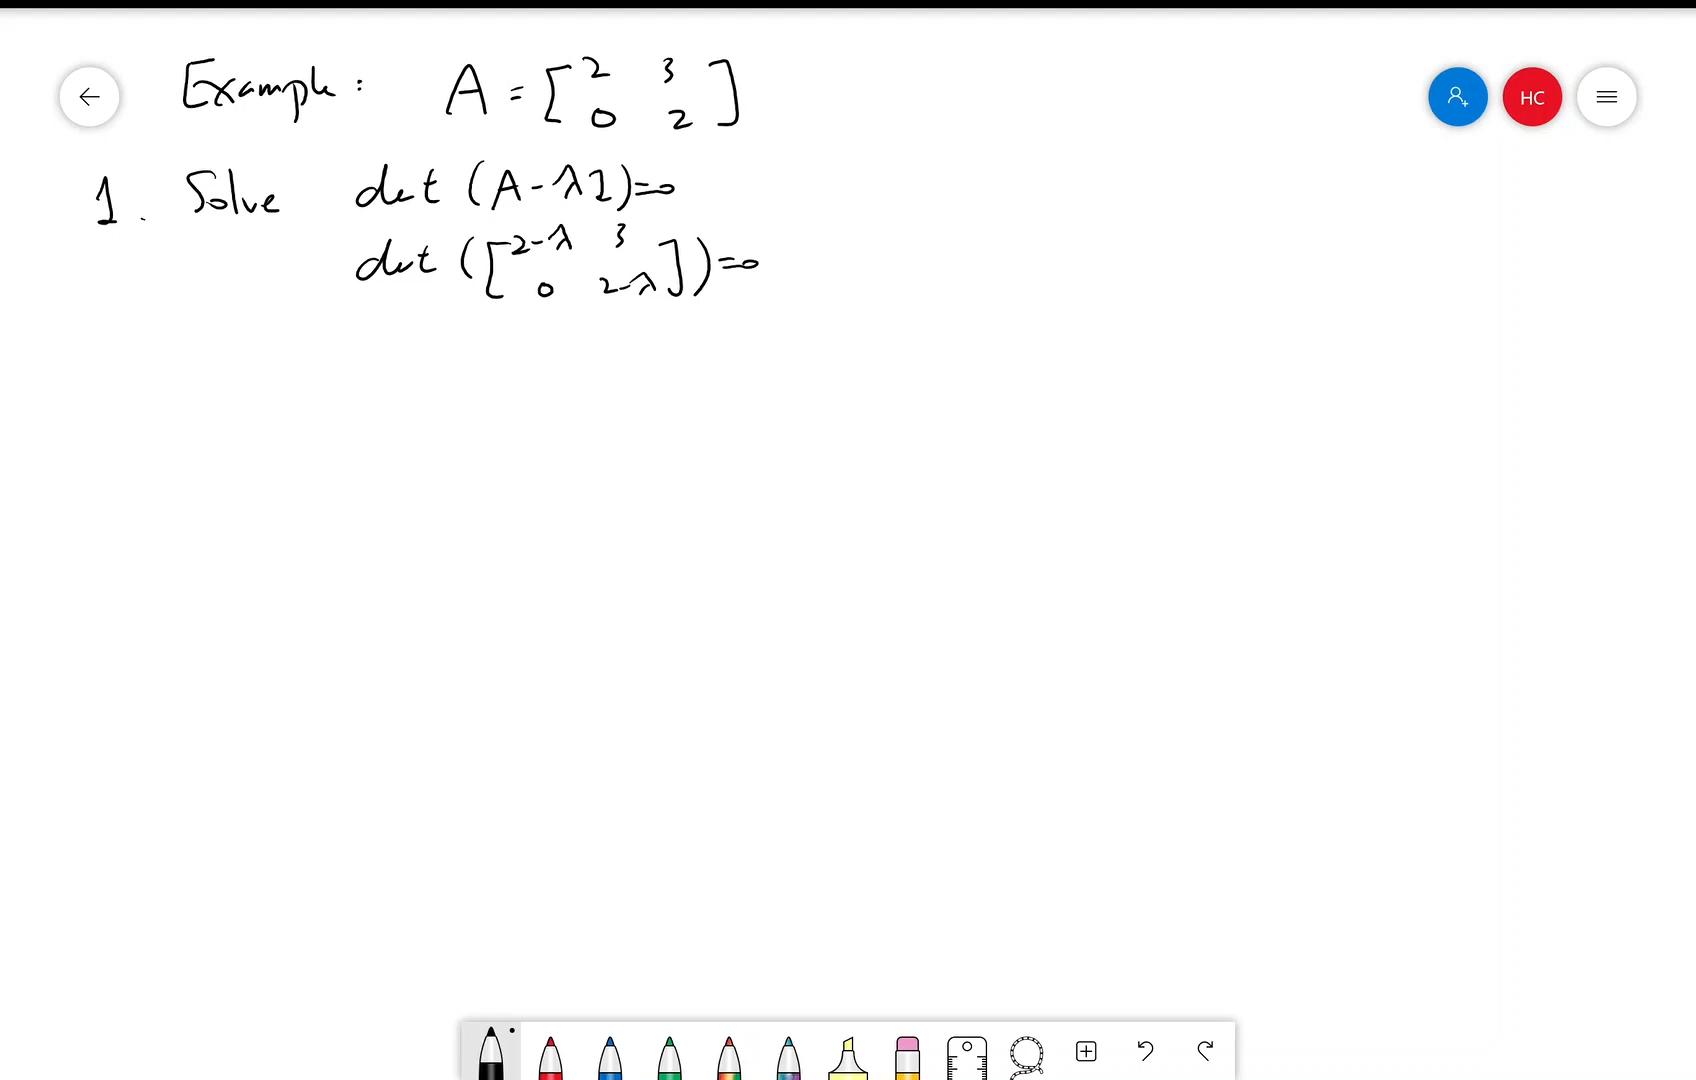 Example: A = [2 3
0 2]
HC
1. Solve det (A - λI) = 0
det ([2-λ 3
0 2-λ]) = 0